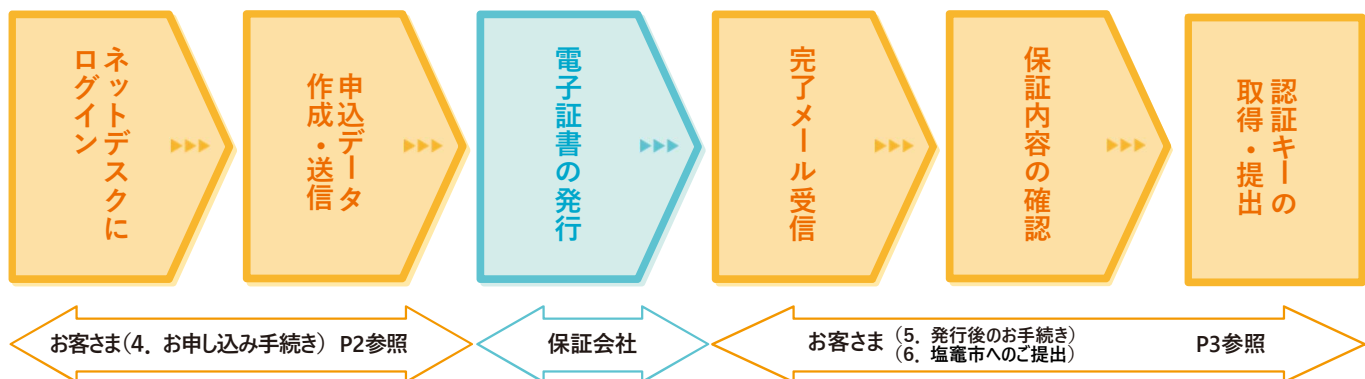 ネットデスクに
ログイン
申込データ
作成・送信
電子証書の発行
完了メール受信
保証内容の確認
認証キーの
取得・提出
お客さま(4．お申し込み手続き) P2参照
保証会社
お客さま (5．発行後のお手続き)
(6．塩竈市へのご提出)
P3参照